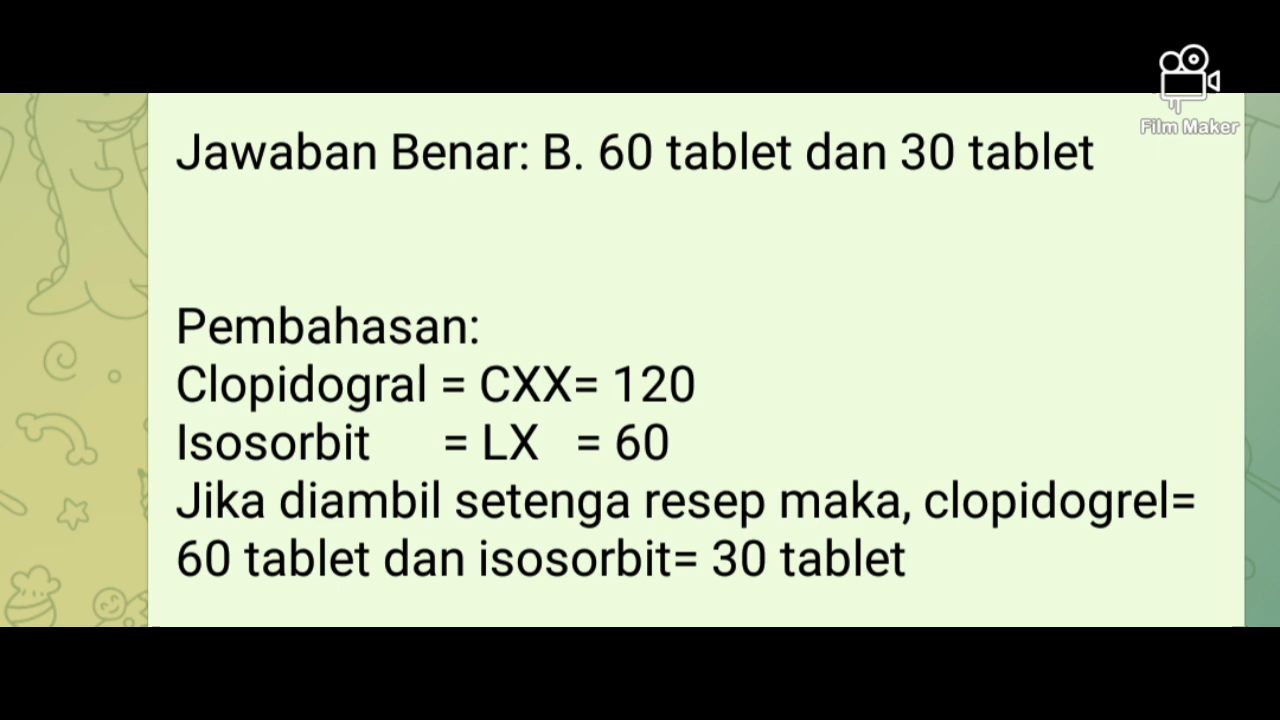 Film Maker
Jawaban Benar: B. 60 tablet dan 30 tablet
Pembahasan:
Clopidogral = CXX= 120
Isosorbit = LX = 60
Jika diambil setenga resep maka, clopidogrel=
60 tablet dan isosorbit= 30 tablet